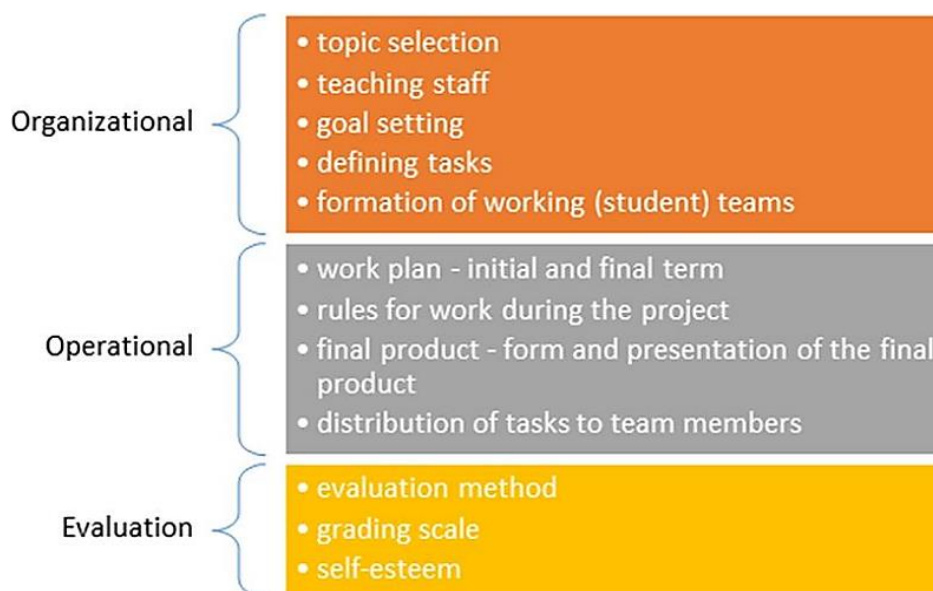 Organizational
• topic selection
• teaching staff
• goal setting
• defining tasks
• formation of working (student) teams
Operational
• work plan - initial and final term
• rules for work during the project
• final product - form and presentation of the final
product
• distribution of tasks to team members
Evaluation
• evaluation method
• grading scale
• self-esteem